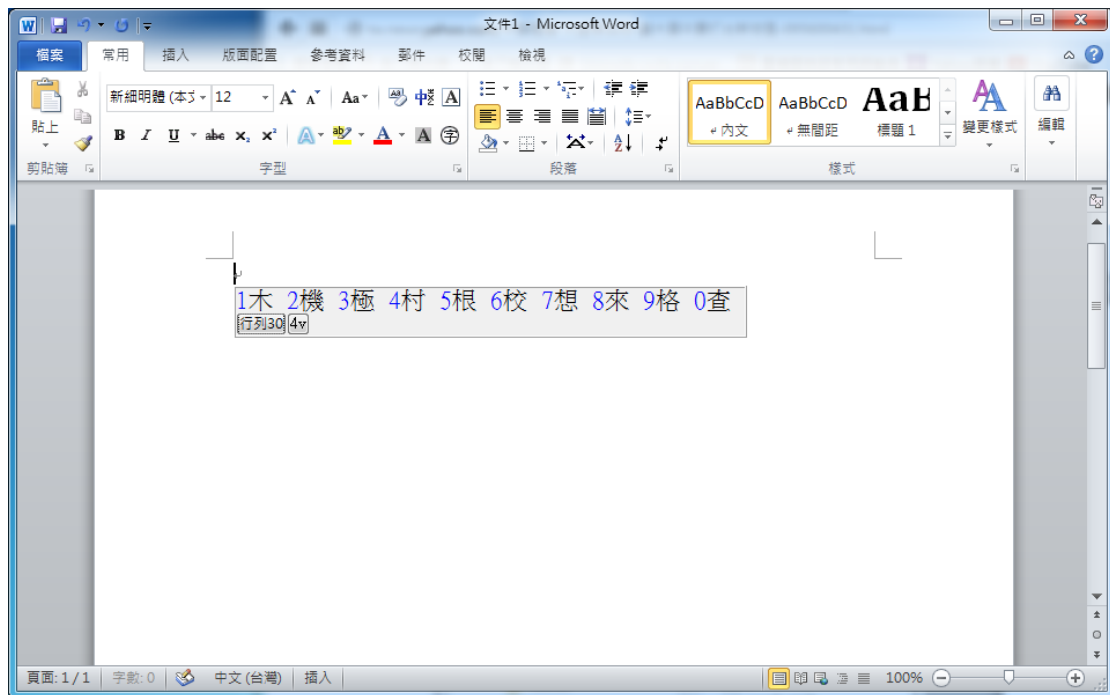 文件1 - Microsoft Word
檔案 常用 插入 版面配置 參考資料 郵件 校閱 檢視
貼上
新細明體 (本文 12
AaBbCcD AaBbCcD AaB
內文 無間距 標題 1
變更樣式
編輯
剪貼簿 字型 段落 樣式
1木 2機 3極 4村 5根 6校 7想 8來 9格 0查
行列30 4v
頁面: 1 / 1 字數: 0 中文 (台灣) 插入 100%